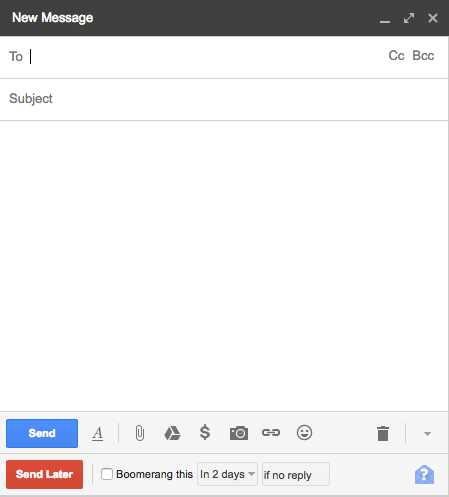 New Message
To Cc Bcc
Subject
Send A $
Send Later Boomerang this In 2 days if no reply